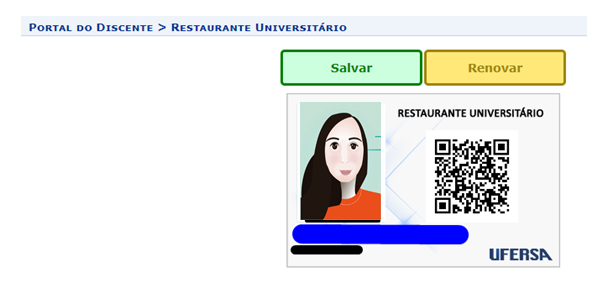 Portal do Discente > Restaurante Universitário
Salvar
Renovar
RESTAURANTE UNIVERSITÁRIO
UFERSA